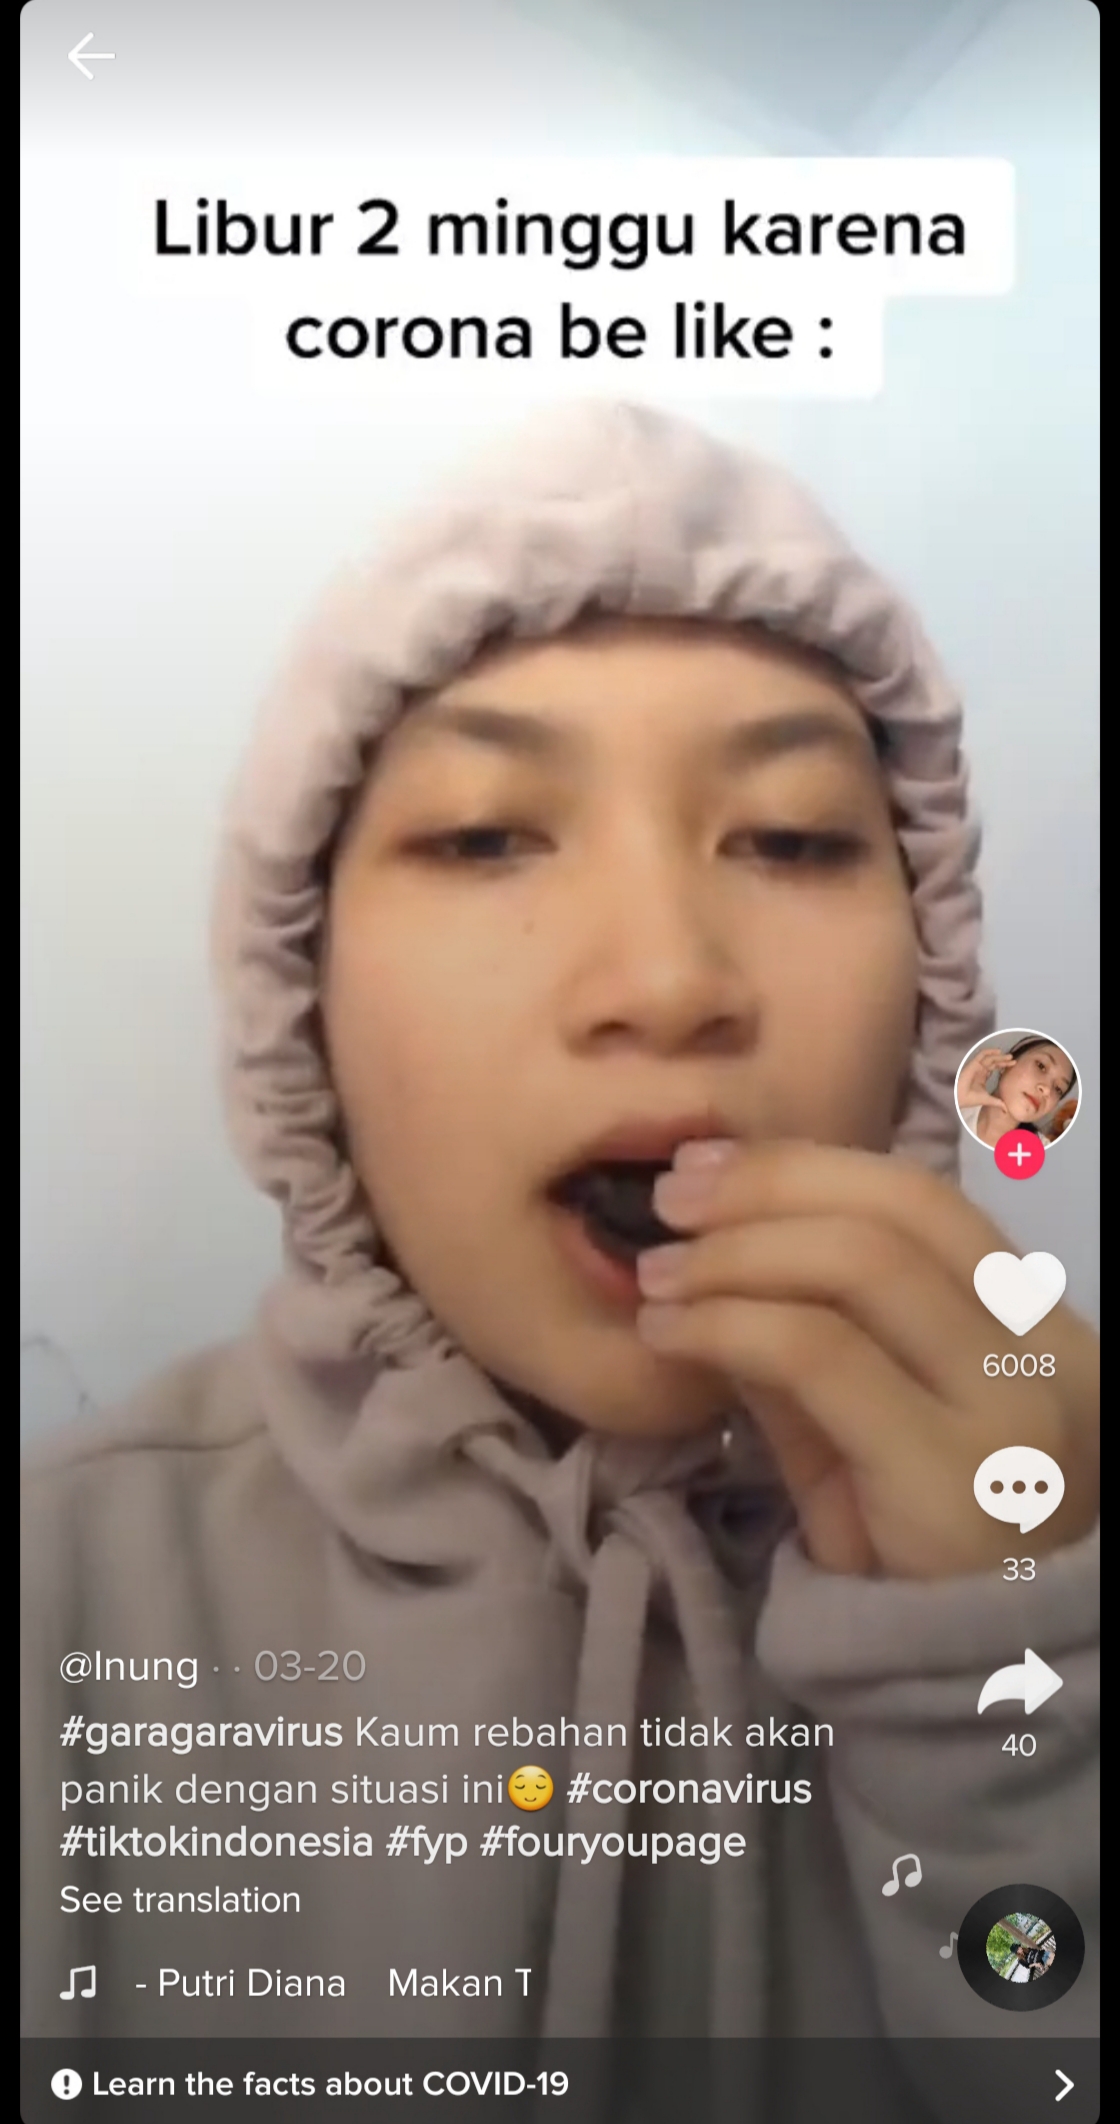 Libur 2 minggu karena
corona be like :
6008
33
40
@Inung · · 03-20
#garagaravirus Kaum rebahan tidak akan
panik dengan situasi ini😌 #coronavirus
#tiktokindonesia #fyp #fouryoupage
See translation
- Putri Diana Makan T
Learn the facts about COVID-19